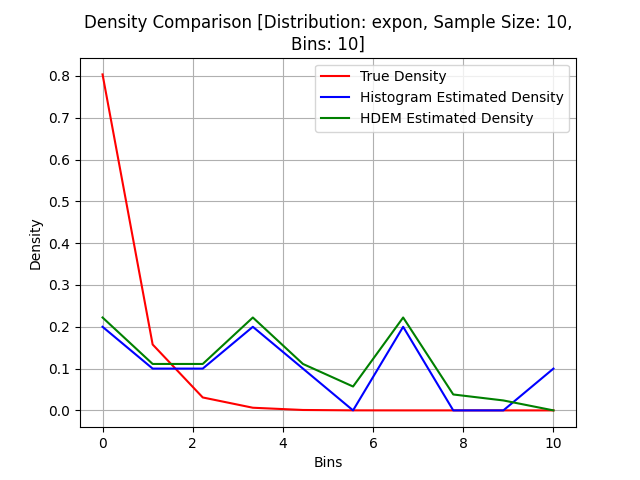 Density Comparison [Distribution: expon, Sample Size: 10,
Bins: 10]
True Density
Histogram Estimated Density
HDEM Estimated Density
0.8
0.7
0.6
0.5
0.4
0.3
0.2
0.1
0.0
Density
0 2 4 6 8 10
Bins